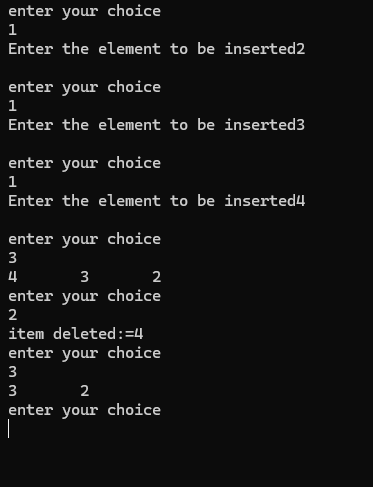 enter your choice
1
Enter the element to be inserted2
enter your choice
1
Enter the element to be inserted3
enter your choice
1
Enter the element to be inserted4
enter your choice
3
4 3 2
enter your choice
2
item deleted:=4
enter your choice
3
3 2
enter your choice